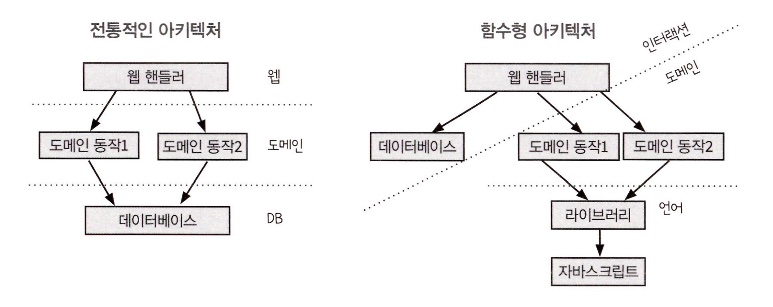 전통적인 아키텍처
웹 핸들러
웹
도메인 동작1
도메인 동작2
도메인
데이터베이스
DB
함수형 아키텍처
인터랙션
도메인
웹 핸들러
데이터베이스
도메인 동작1
도메인 동작2
라이브러리
언어
자바스크립트